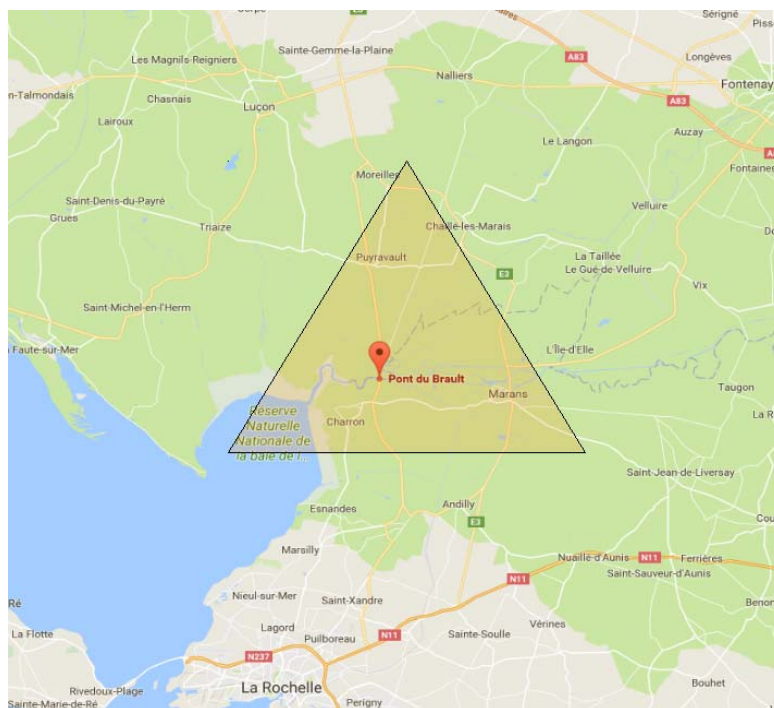 Sérigné
Piss
Sainte-Gemme-la-Plaine
Les Magnils-Reigniers
A83
Longèves
Nalliers
Fontenay
n-Talmondais
Chasnais
Luçon
A83
Lairoux
Auzay
Le Langon
Fontaine
Moreilles
Saint-Denis-du-Payré
Grues
Triaize
Chaillé-les-Marais
Velluire
Puyravault
La Taillée
Le Gué-de-Velluire
E3
Vix
Saint-Michel-en-l'Herm
a Faute-sur-Mer
L'Île-d'Elle
Pont du Brault
Taugon
Marans
Réserve
Naturelle
Nationale de
la baie de l...
Charron
La R
Saint-Jean-de-Liversay
Esnandes
Andilly
E3
Cou
Marsilly
Nuaillé-d'Aunis
N11
Ferrières
Saint-Sauveur-d'Aunis
N11
Nieul-sur-Mer
Saint-Xandre
Benon
Ré
Vérines
La Flotte
Lagord
Puilboreau
N11
Sainte-Soulle
N237
Bouhet
Rivedoux-Plage
La Rochelle
Sainte-Marie-de-Ré
Périgny